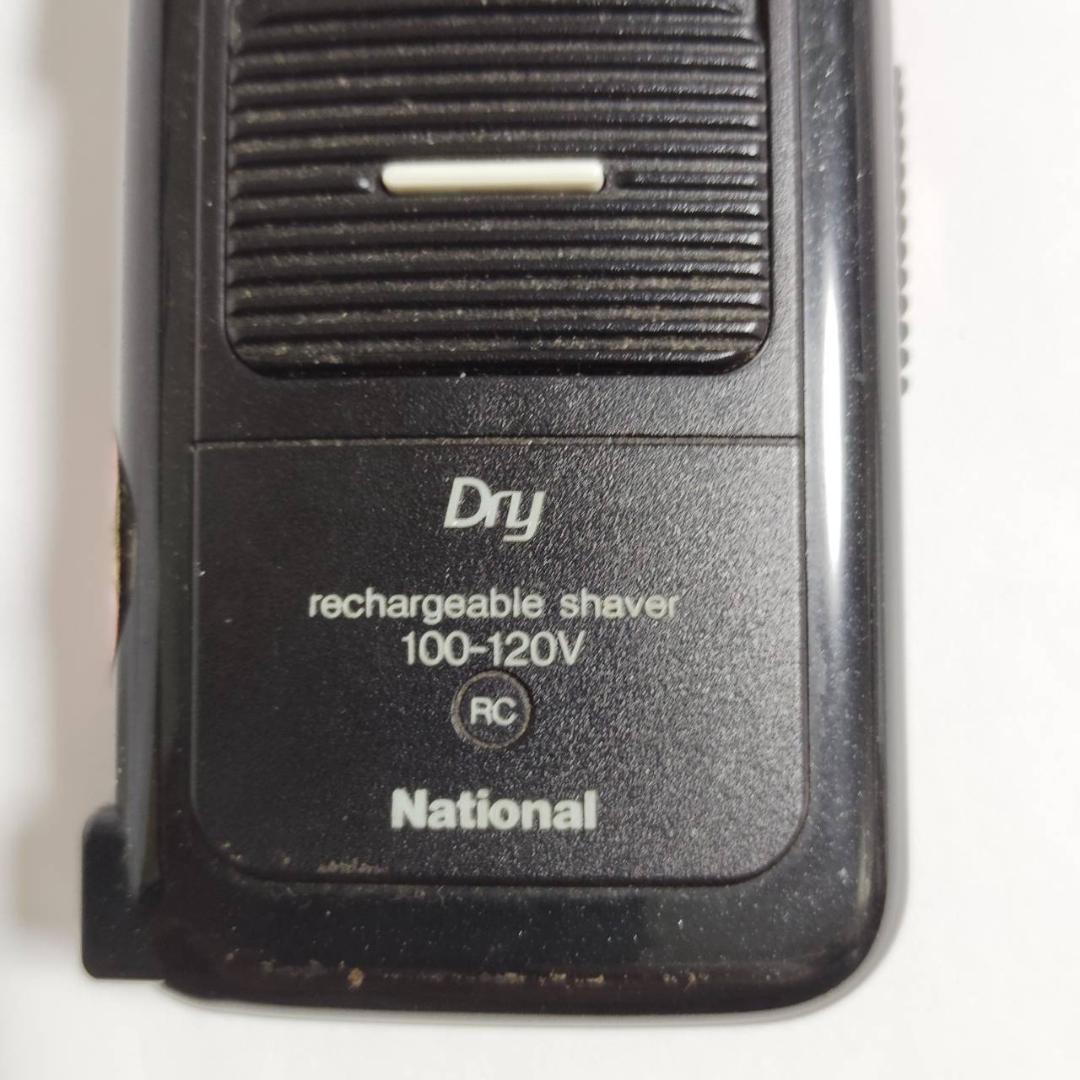 Dry
rechargeable shaver
100-120V
RC
National